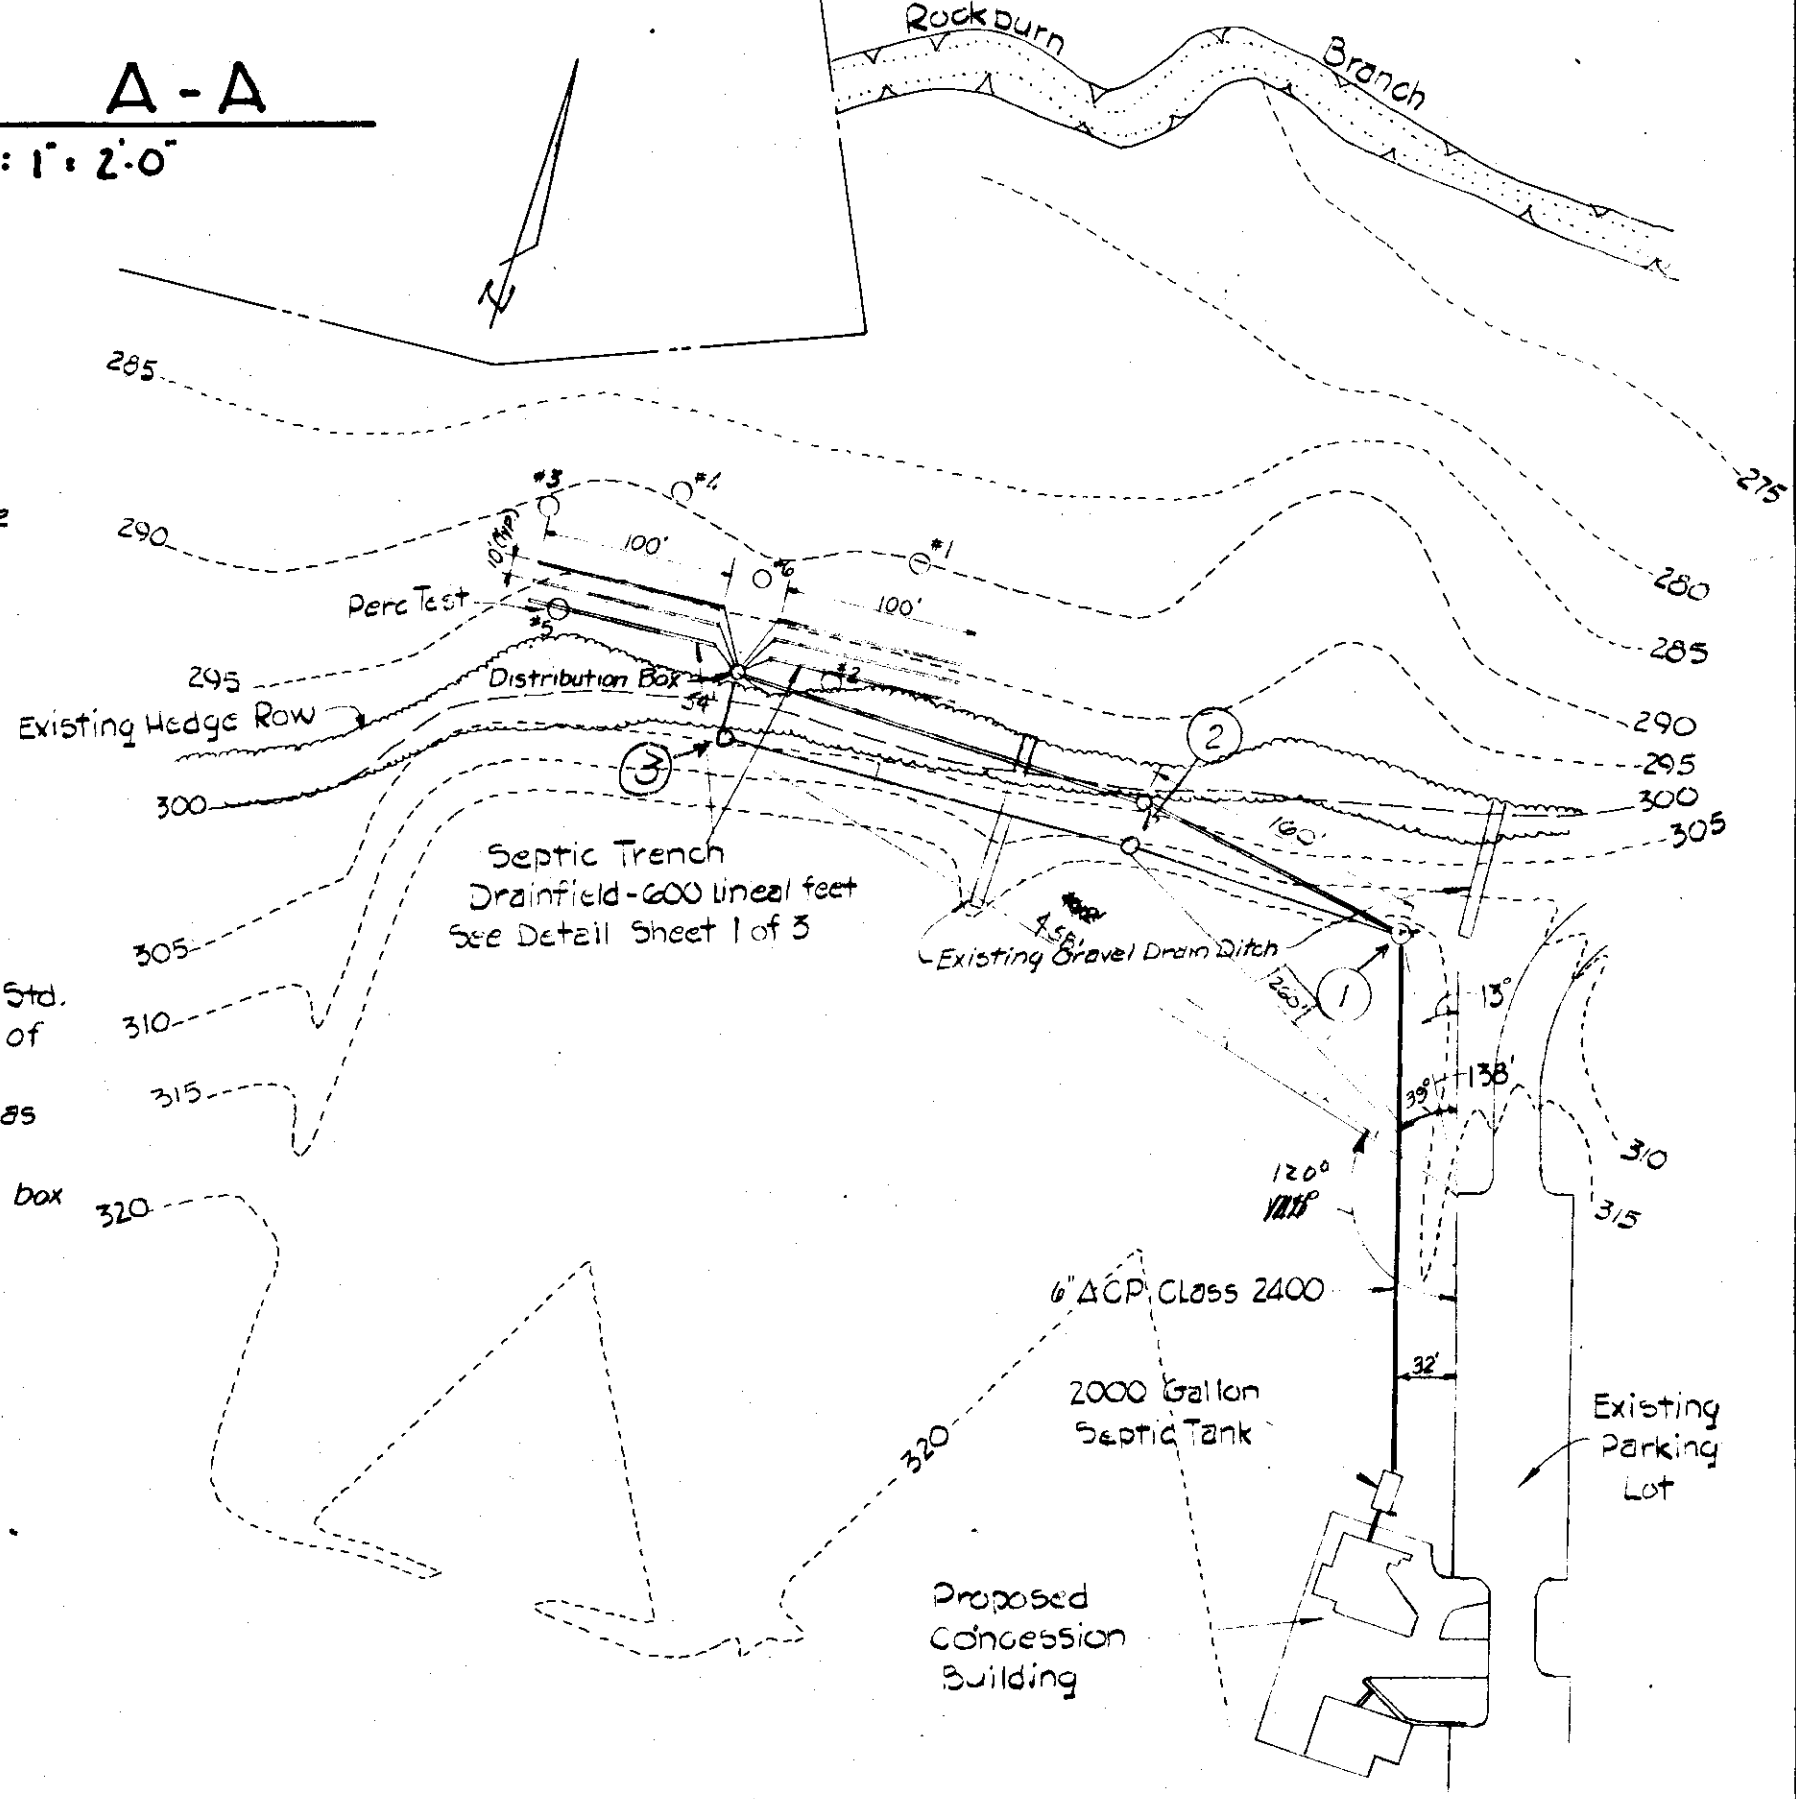 A - A
: 1" : 2'-0"
Rockburn
Branch
N
285
290
295
300
305
310
315
320
275
280
285
290
295
300
305
310
315
320
#3
#4
#6
#1
#5
#2
10' (typ)
100'
100'
Perc Test
Distribution Box
54'
Existing Hedge Row
3
2
1
Septic Trench
Drainfield-600 lineal feet
See Detail Sheet 1 of 3
160'
458'
Existing Gravel Drain Ditch
260'
13°
138'
39°
120°
6" ACP Class 2400
32'
2000 Gallon
Septic Tank
Existing
Parking
Lot
Proposed
Concession
Building
Std.
of
as
box